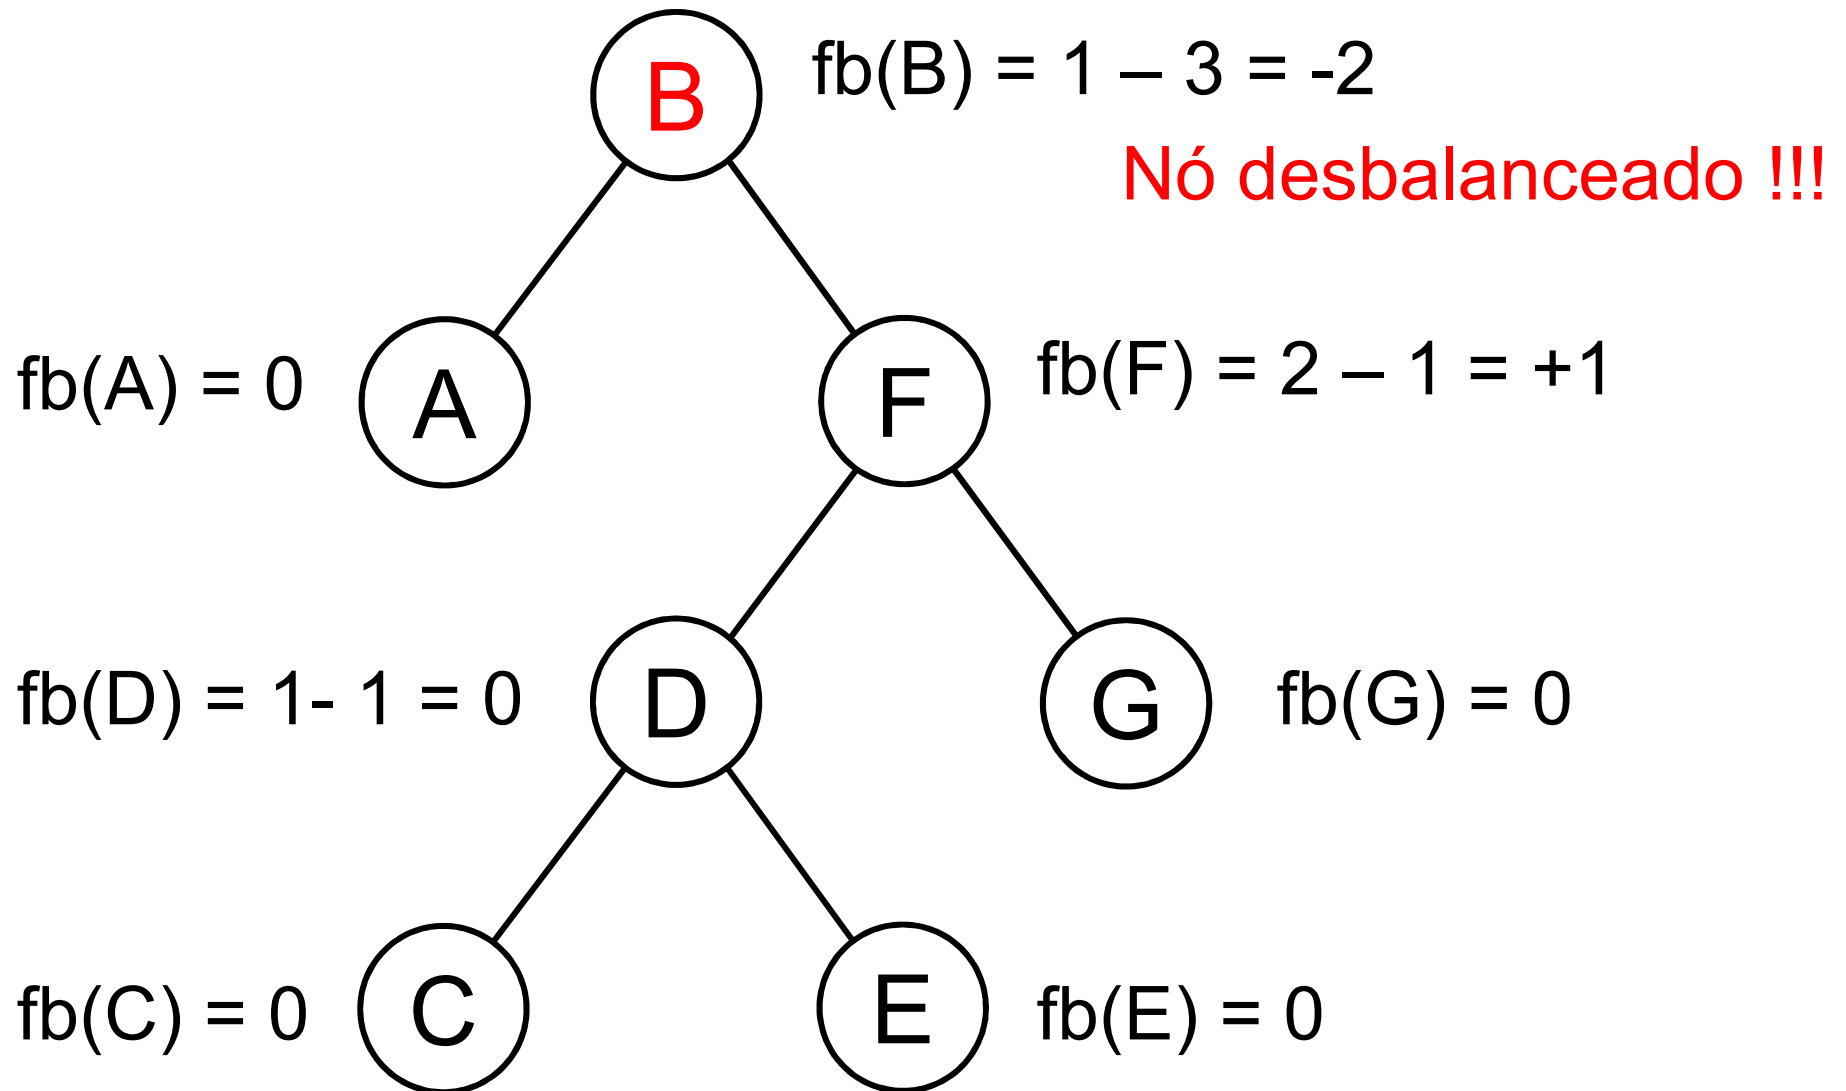 B fb(B) = 1 – 3 = -2
Nó desbalanceado !!!
fb(A) = 0 A F fb(F) = 2 – 1 = +1
fb(D) = 1- 1 = 0 D G fb(G) = 0
fb(C) = 0 C E fb(E) = 0